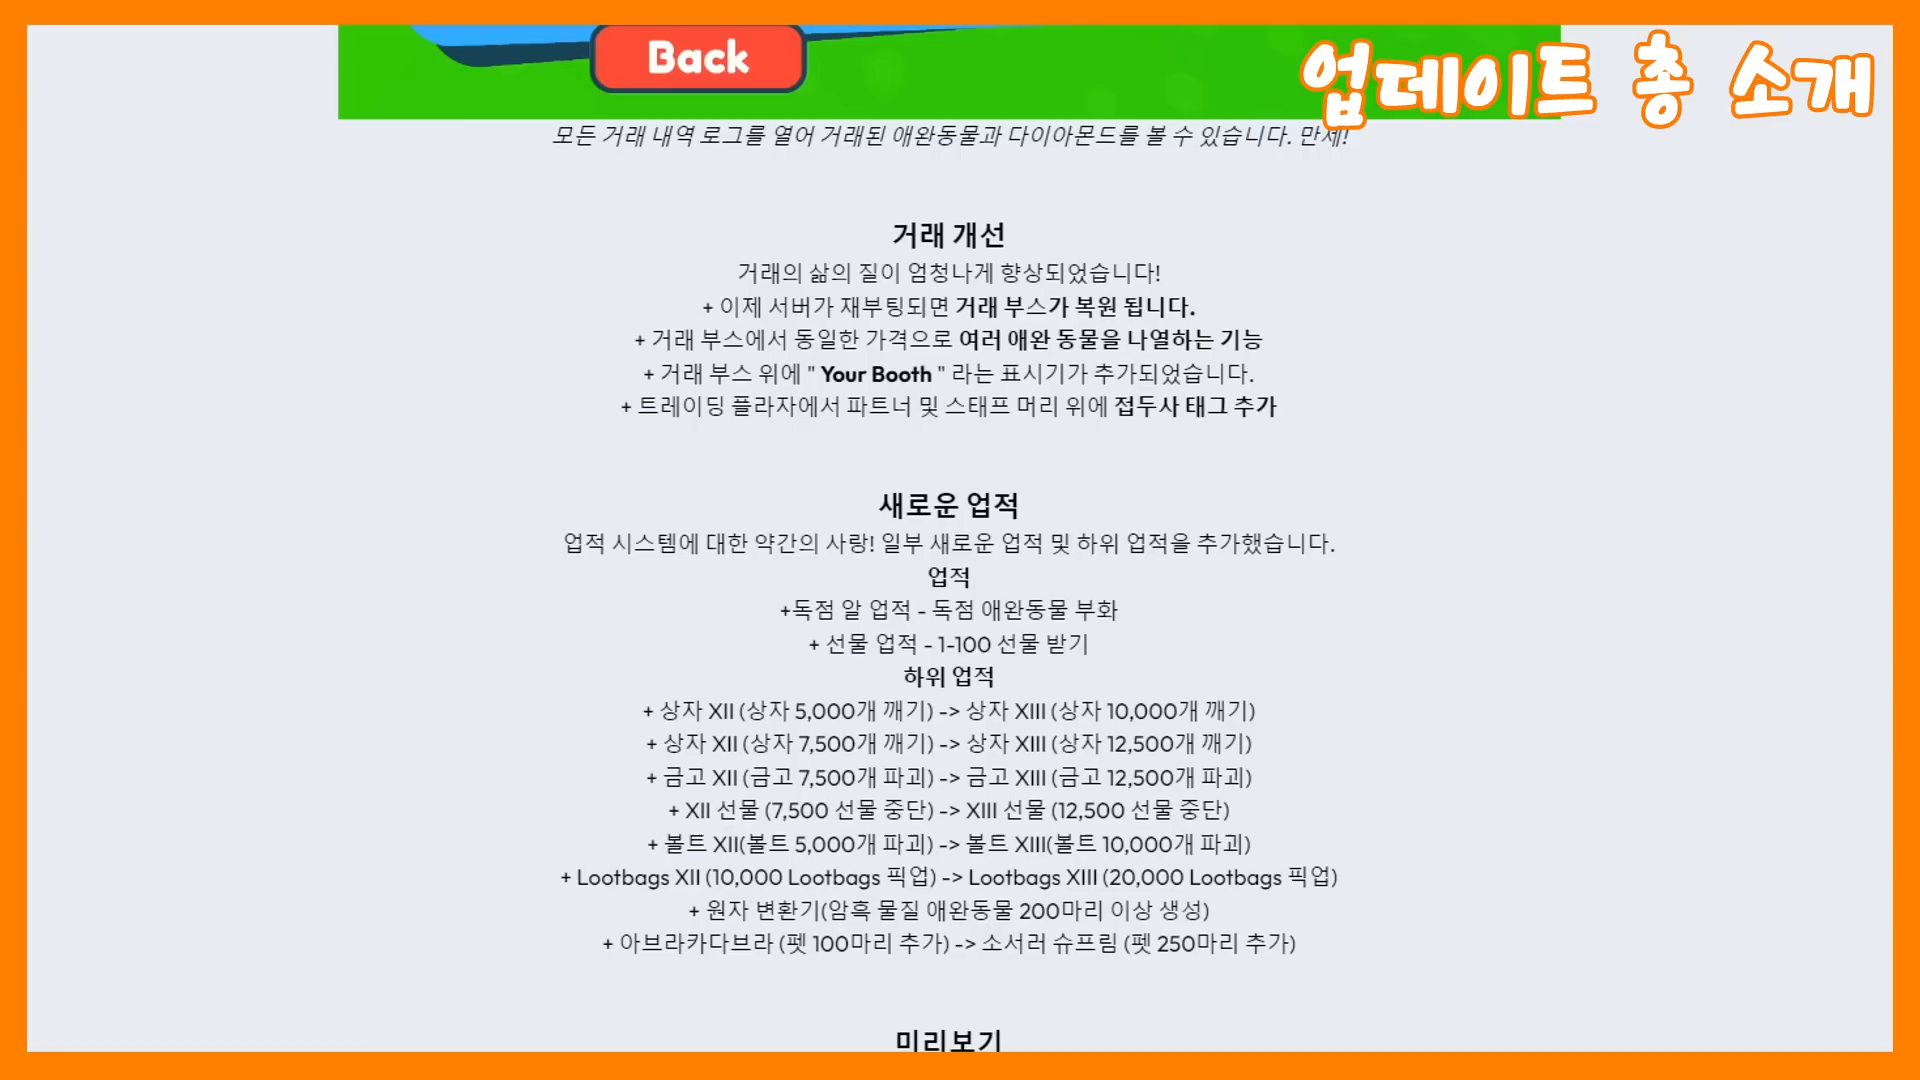 Back
업데이트 총 소개
모든 거래 내역 로그를 열어 거래된 애완동물과 다이아몬드를 볼 수 있습니다. 만세!
거래 개선
거래의 삶의 질이 엄청나게 향상되었습니다!
+ 이제 서버가 재부팅되면 거래 부스가 복원 됩니다.
+ 거래 부스에서 동일한 가격으로 여러 애완 동물을 나열하는 기능
+ 거래 부스 위에 " Your Booth " 라는 표시기가 추가되었습니다.
+ 트레이딩 플라자에서 파트너 및 스태프 머리 위에 접두사 태그 추가
새로운 업적
업적 시스템에 대한 약간의 사랑! 일부 새로운 업적 및 하위 업적을 추가했습니다.
업적
+독점 알 업적 - 독점 애완동물 부화
+ 선물 업적 - 1-100 선물 받기
하위 업적
+ 상자 XII (상자 5,000개 깨기) -> 상자 XIII (상자 10,000개 깨기)
+ 상자 XII (상자 7,500개 깨기) -> 상자 XIII (상자 12,500개 깨기)
+ 금고 XII (금고 7,500개 파괴) -> 금고 XIII (금고 12,500개 파괴)
+ XII 선물 (7,500 선물 중단) -> XIII 선물 (12,500 선물 중단)
+ 볼트 XII(볼트 5,000개 파괴) -> 볼트 XIII(볼트 10,000개 파괴)
+ Lootbags XII (10,000 Lootbags 픽업) -> Lootbags XIII (20,000 Lootbags 픽업)
+ 원자 변환기(암흑 물질 애완동물 200마리 이상 생성)
+ 아브라카다브라 (펫 100마리 추가) -> 소서러 슈프림 (펫 250마리 추가)
미리보기